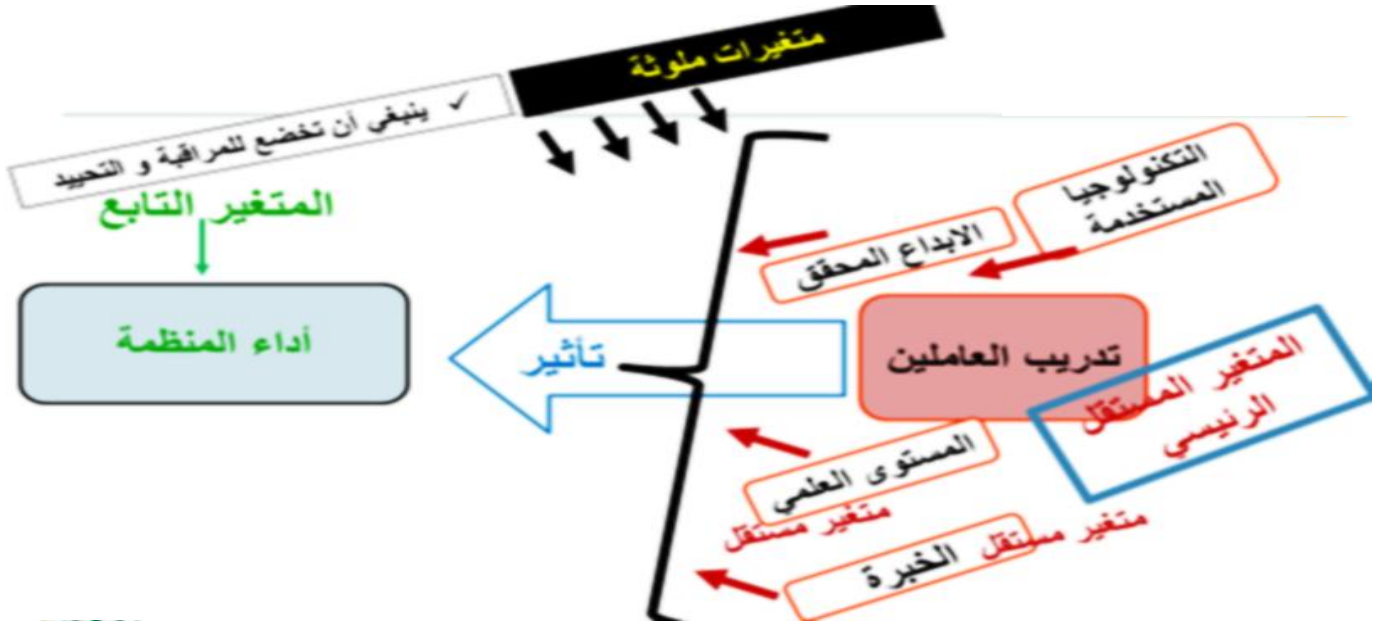 متغيرات ملوثة
✓ ينبغي أن تخضع للمراقبة و التحييد
التكنولوجيا
المستخدمة
المتغير التابع
الابداع المحقق
أداء المنظمة
تأثير
تدريب العاملين
المتغير المستقل
الرئيسي
المستوى العلمي
متغير مستقل
الخبرة
متغير مستقل